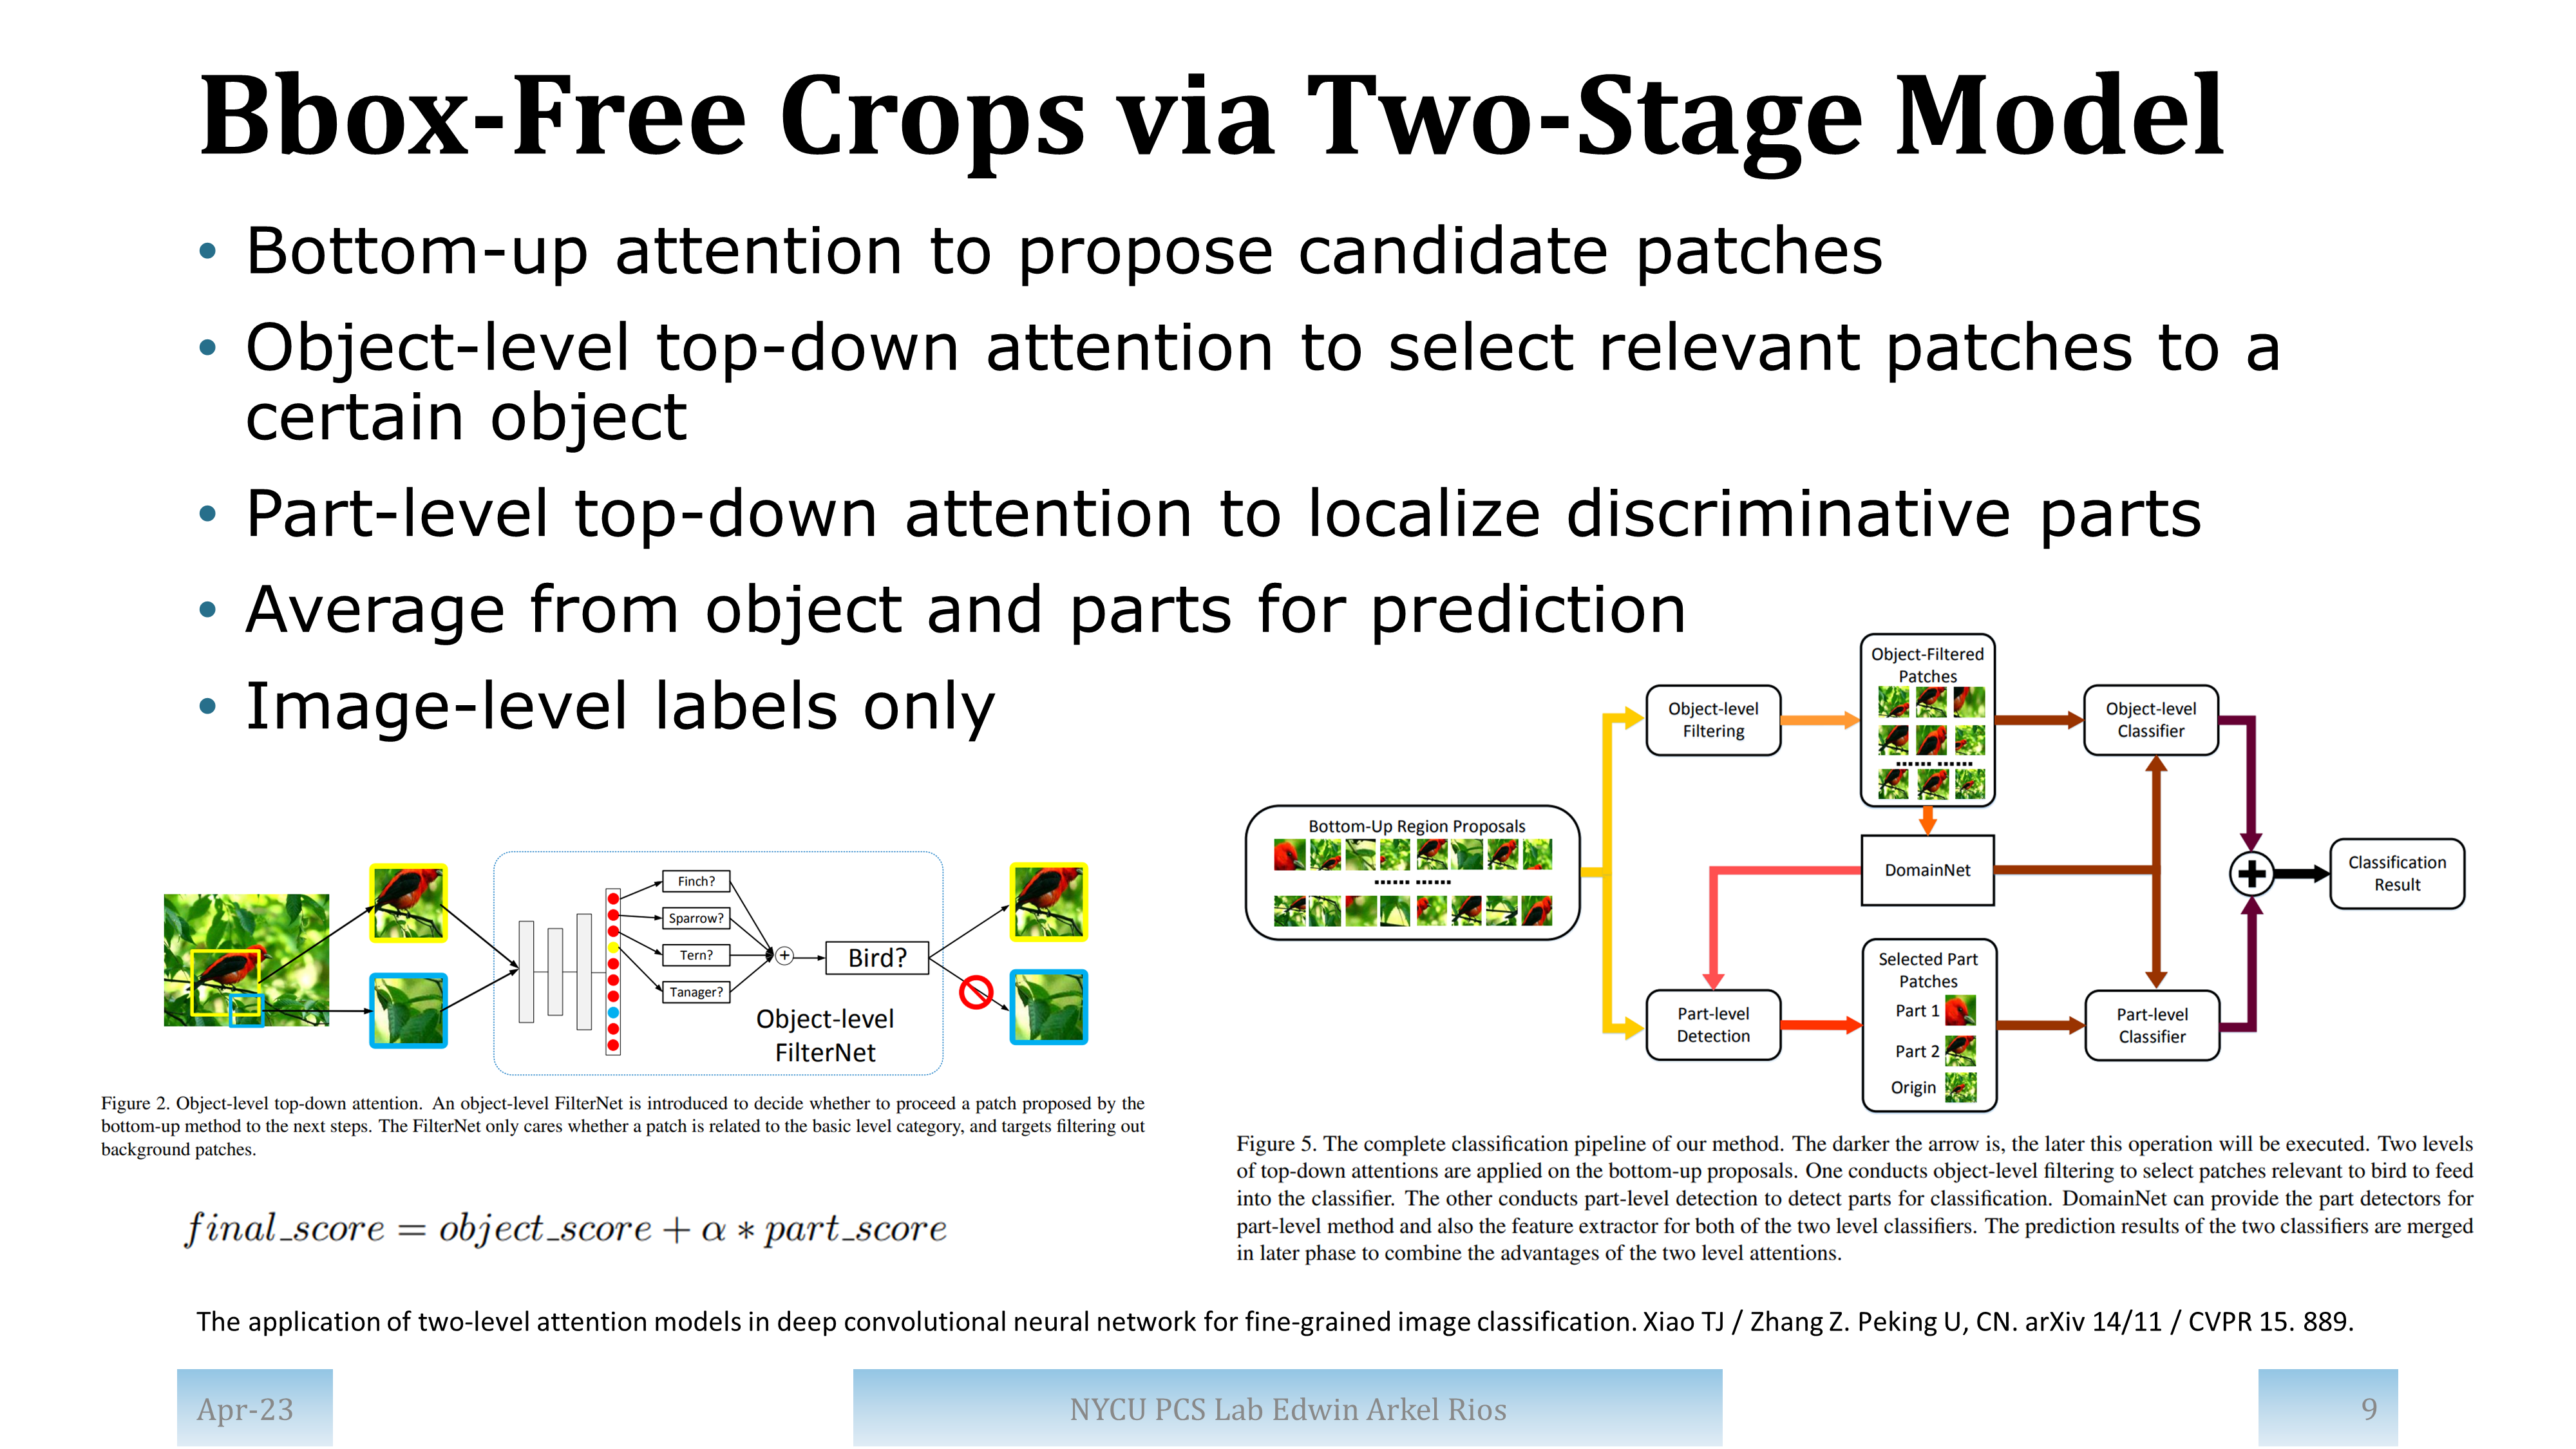 Bbox-Free Crops via Two-Stage Model
• Bottom-up attention to propose candidate patches
• Object-level top-down attention to select relevant patches to a
certain object
• Part-level top-down attention to localize discriminative parts
• Average from object and parts for prediction
• Image-level labels only
Finch?
Sparrow?
Tern?
Tanager?
+
Bird?
Object-level
FilterNet
Figure 2. Object-level top-down attention. An object-level FilterNet is introduced to decide whether to proceed a patch proposed by the
bottom-up method to the next steps. The FilterNet only cares whether a patch is related to the basic level category, and targets filtering out
background patches.
final_score = object_score + α ∗ part_score
Bottom-Up Region Proposals
...... ......
Object-level
Filtering
Object-Filtered
Patches
...... ......
Object-level
Classifier
DomainNet
Part-level
Detection
Selected Part
Patches
Part 1
Part 2
Origin
Part-level
Classifier
+
Classification
Result
Figure 5. The complete classification pipeline of our method. The darker the arrow is, the later this operation will be executed. Two levels
of top-down attentions are applied on the bottom-up proposals. One conducts object-level filtering to select patches relevant to bird to feed
into the classifier. The other conducts part-level detection to detect parts for classification. DomainNet can provide the part detectors for
part-level method and also the feature extractor for both of the two level classifiers. The prediction results of the two classifiers are merged
in later phase to combine the advantages of the two level attentions.
The application of two-level attention models in deep convolutional neural network for fine-grained image classification. Xiao TJ / Zhang Z. Peking U, CN. arXiv 14/11 / CVPR 15. 889.
Apr-23
NYCU PCS Lab Edwin Arkel Rios
9